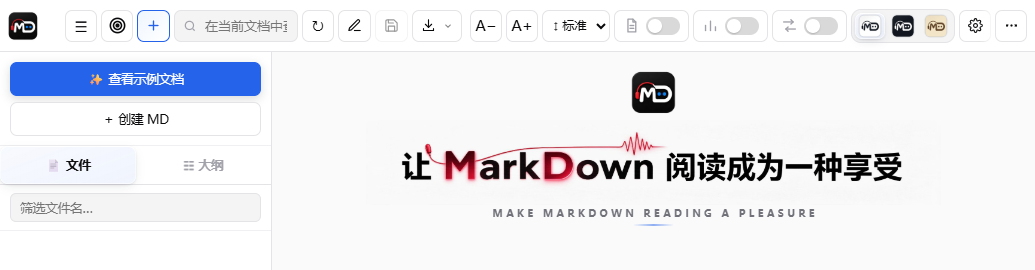 MD
在当前文档中查
A−
A+
↕ 标准
MD
MD
MD
✨ 查看示例文档
+ 创建 MD
文件
大纲
筛选文件名...
MD
让 MarkDown 阅读成为一种享受
MAKE MARKDOWN READING A PLEASURE